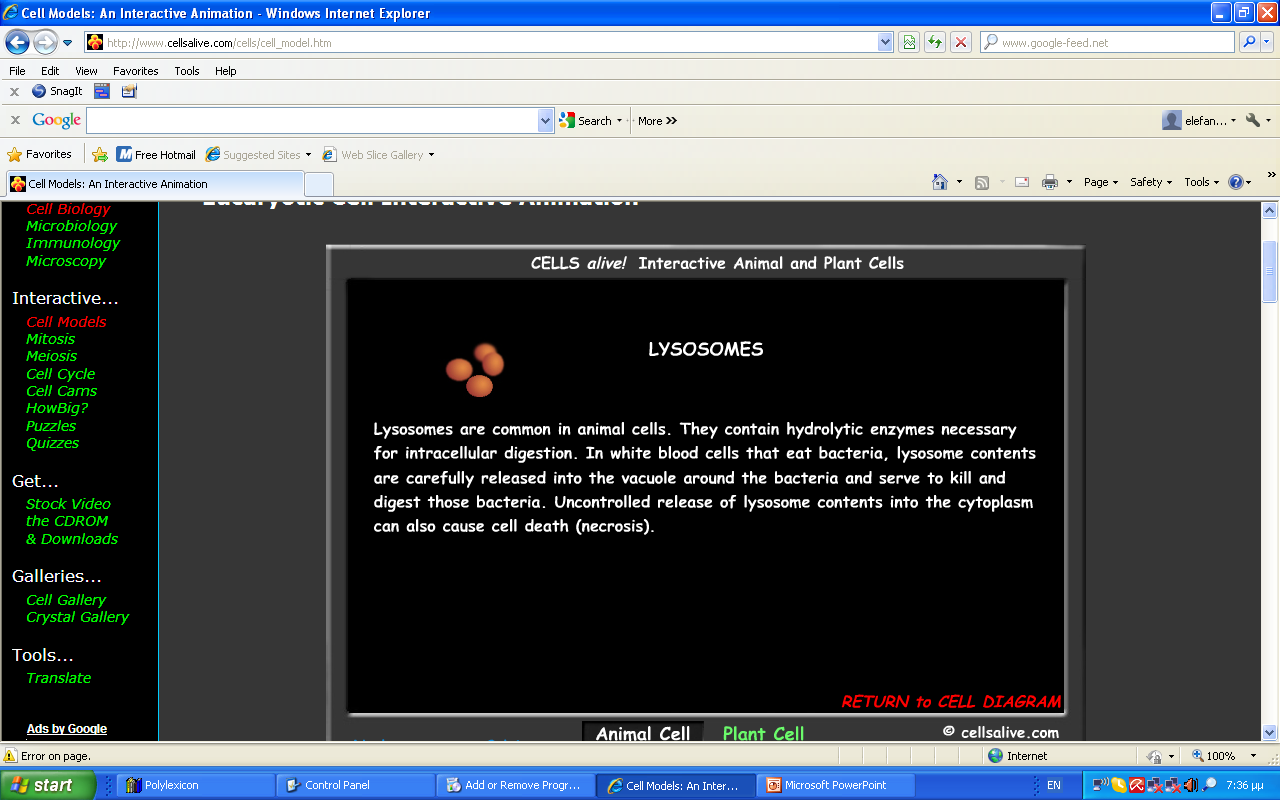 Cell Models: An Interactive Animation - Windows Internet Explorer
http://www.cellsalive.com/cells/cell_model.htm
www.google-feed.net
File Edit View Favorites Tools Help
x SnagIt
x Google Search More >>
elefan...
Favorites Free Hotmail Suggested Sites Web Slice Gallery
Cell Models: An Interactive Animation
Page Safety Tools >>
Cell Biology
Microbiology
Immunology
Microscopy
Interactive...
Cell Models
Mitosis
Meiosis
Cell Cycle
Cell Cams
HowBig?
Puzzles
Quizzes
Get...
Stock Video
the CDROM
& Downloads
Galleries...
Cell Gallery
Crystal Gallery
Tools...
Translate
Ads by Google
Eucaryotic Cell Interactive Animation
CELLS alive! Interactive Animal and Plant Cells
LYSOSOMES
Lysosomes are common in animal cells. They contain hydrolytic enzymes necessary
for intracellular digestion. In white blood cells that eat bacteria, lysosome contents
are carefully released into the vacuole around the bacteria and serve to kill and
digest those bacteria. Uncontrolled release of lysosome contents into the cytoplasm
can also cause cell death (necrosis).
RETURN to CELL DIAGRAM
Animal Cell Plant Cell © cellsalive.com
Error on page. Internet 100%
start Polylexicon Control Panel Add or Remove Progr... Cell Models: An Inter... Microsoft PowerPoint EN 7:36 μμ